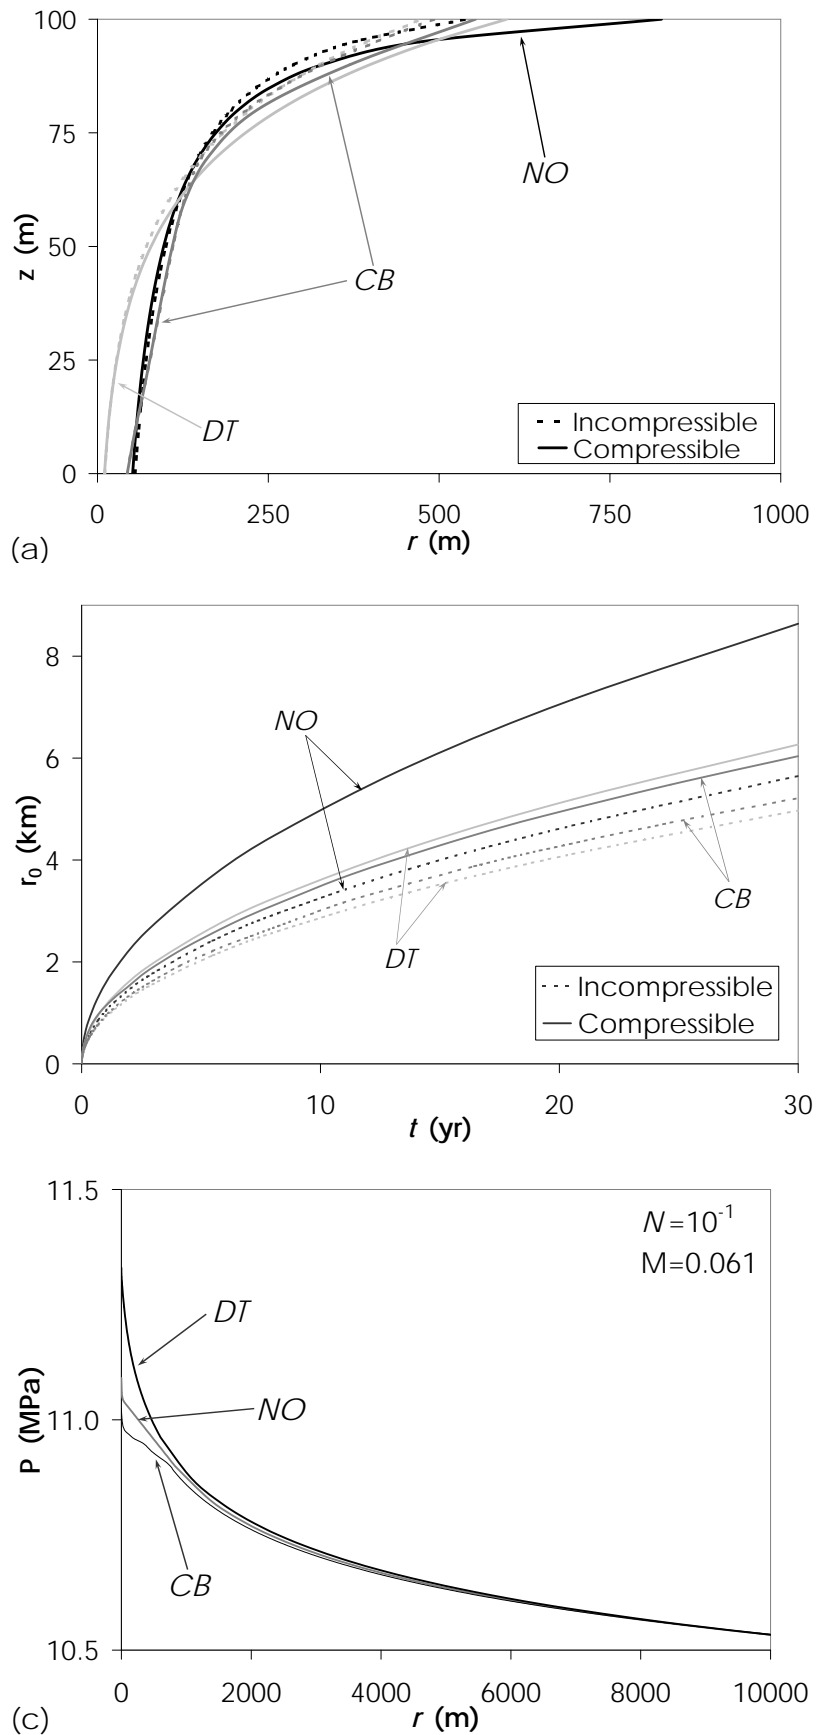 100
75
50
25
0
z (m)
NO
CB
DT
Incompressible
Compressible
0 250 500 750 1000
r (m)
(a)
8
6
4
2
0
r0 (km)
NO
CB
DT
Incompressible
Compressible
0 10 20 30
t (yr)
11.5
11.0
10.5
P (MPa)
N=10-1
M=0.061
DT
NO
CB
0 2000 4000 6000 8000 10000
r (m)
(c)